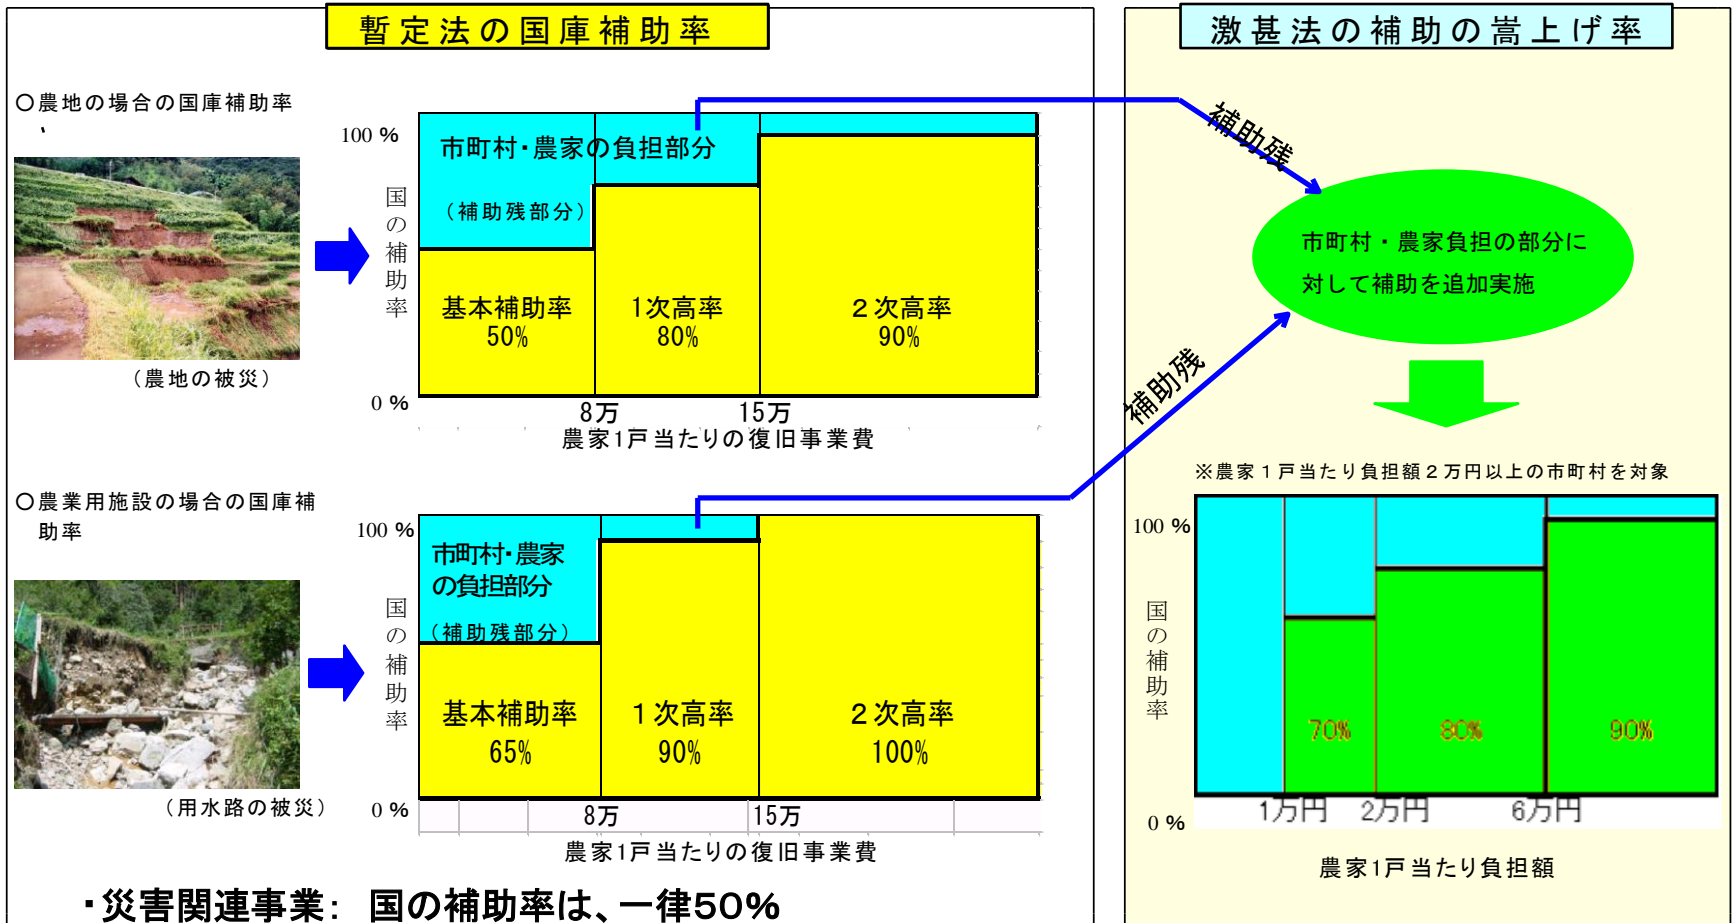 暫定法の国庫補助率
〇農地の場合の国庫補助率
、
(農地の被災)
100 %
国の補助率
0 %
市町村・農家の負担部分
(補助残部分)
基本補助率
50%
1次高率
80%
2次高率
90%
8万
15万
農家1戸当たりの復旧事業費
〇農業用施設の場合の国庫補
助率
(用水路の被災)
100 %
国の補助率
0 %
市町村・農家
の負担部分
(補助残部分)
基本補助率
65%
1次高率
90%
2次高率
100%
8万
15万
農家1戸当たりの復旧事業費
・災害関連事業： 国の補助率は、一律50%
激甚法の補助の嵩上げ率
補助残
補助残
市町村・農家負担の部分に
対して補助を追加実施
※農家1戸当たり負担額2万円以上の市町村を対象
100 %
国の補助率
0 %
70%
80%
90%
1万円
2万円
6万円
農家1戸当たり負担額